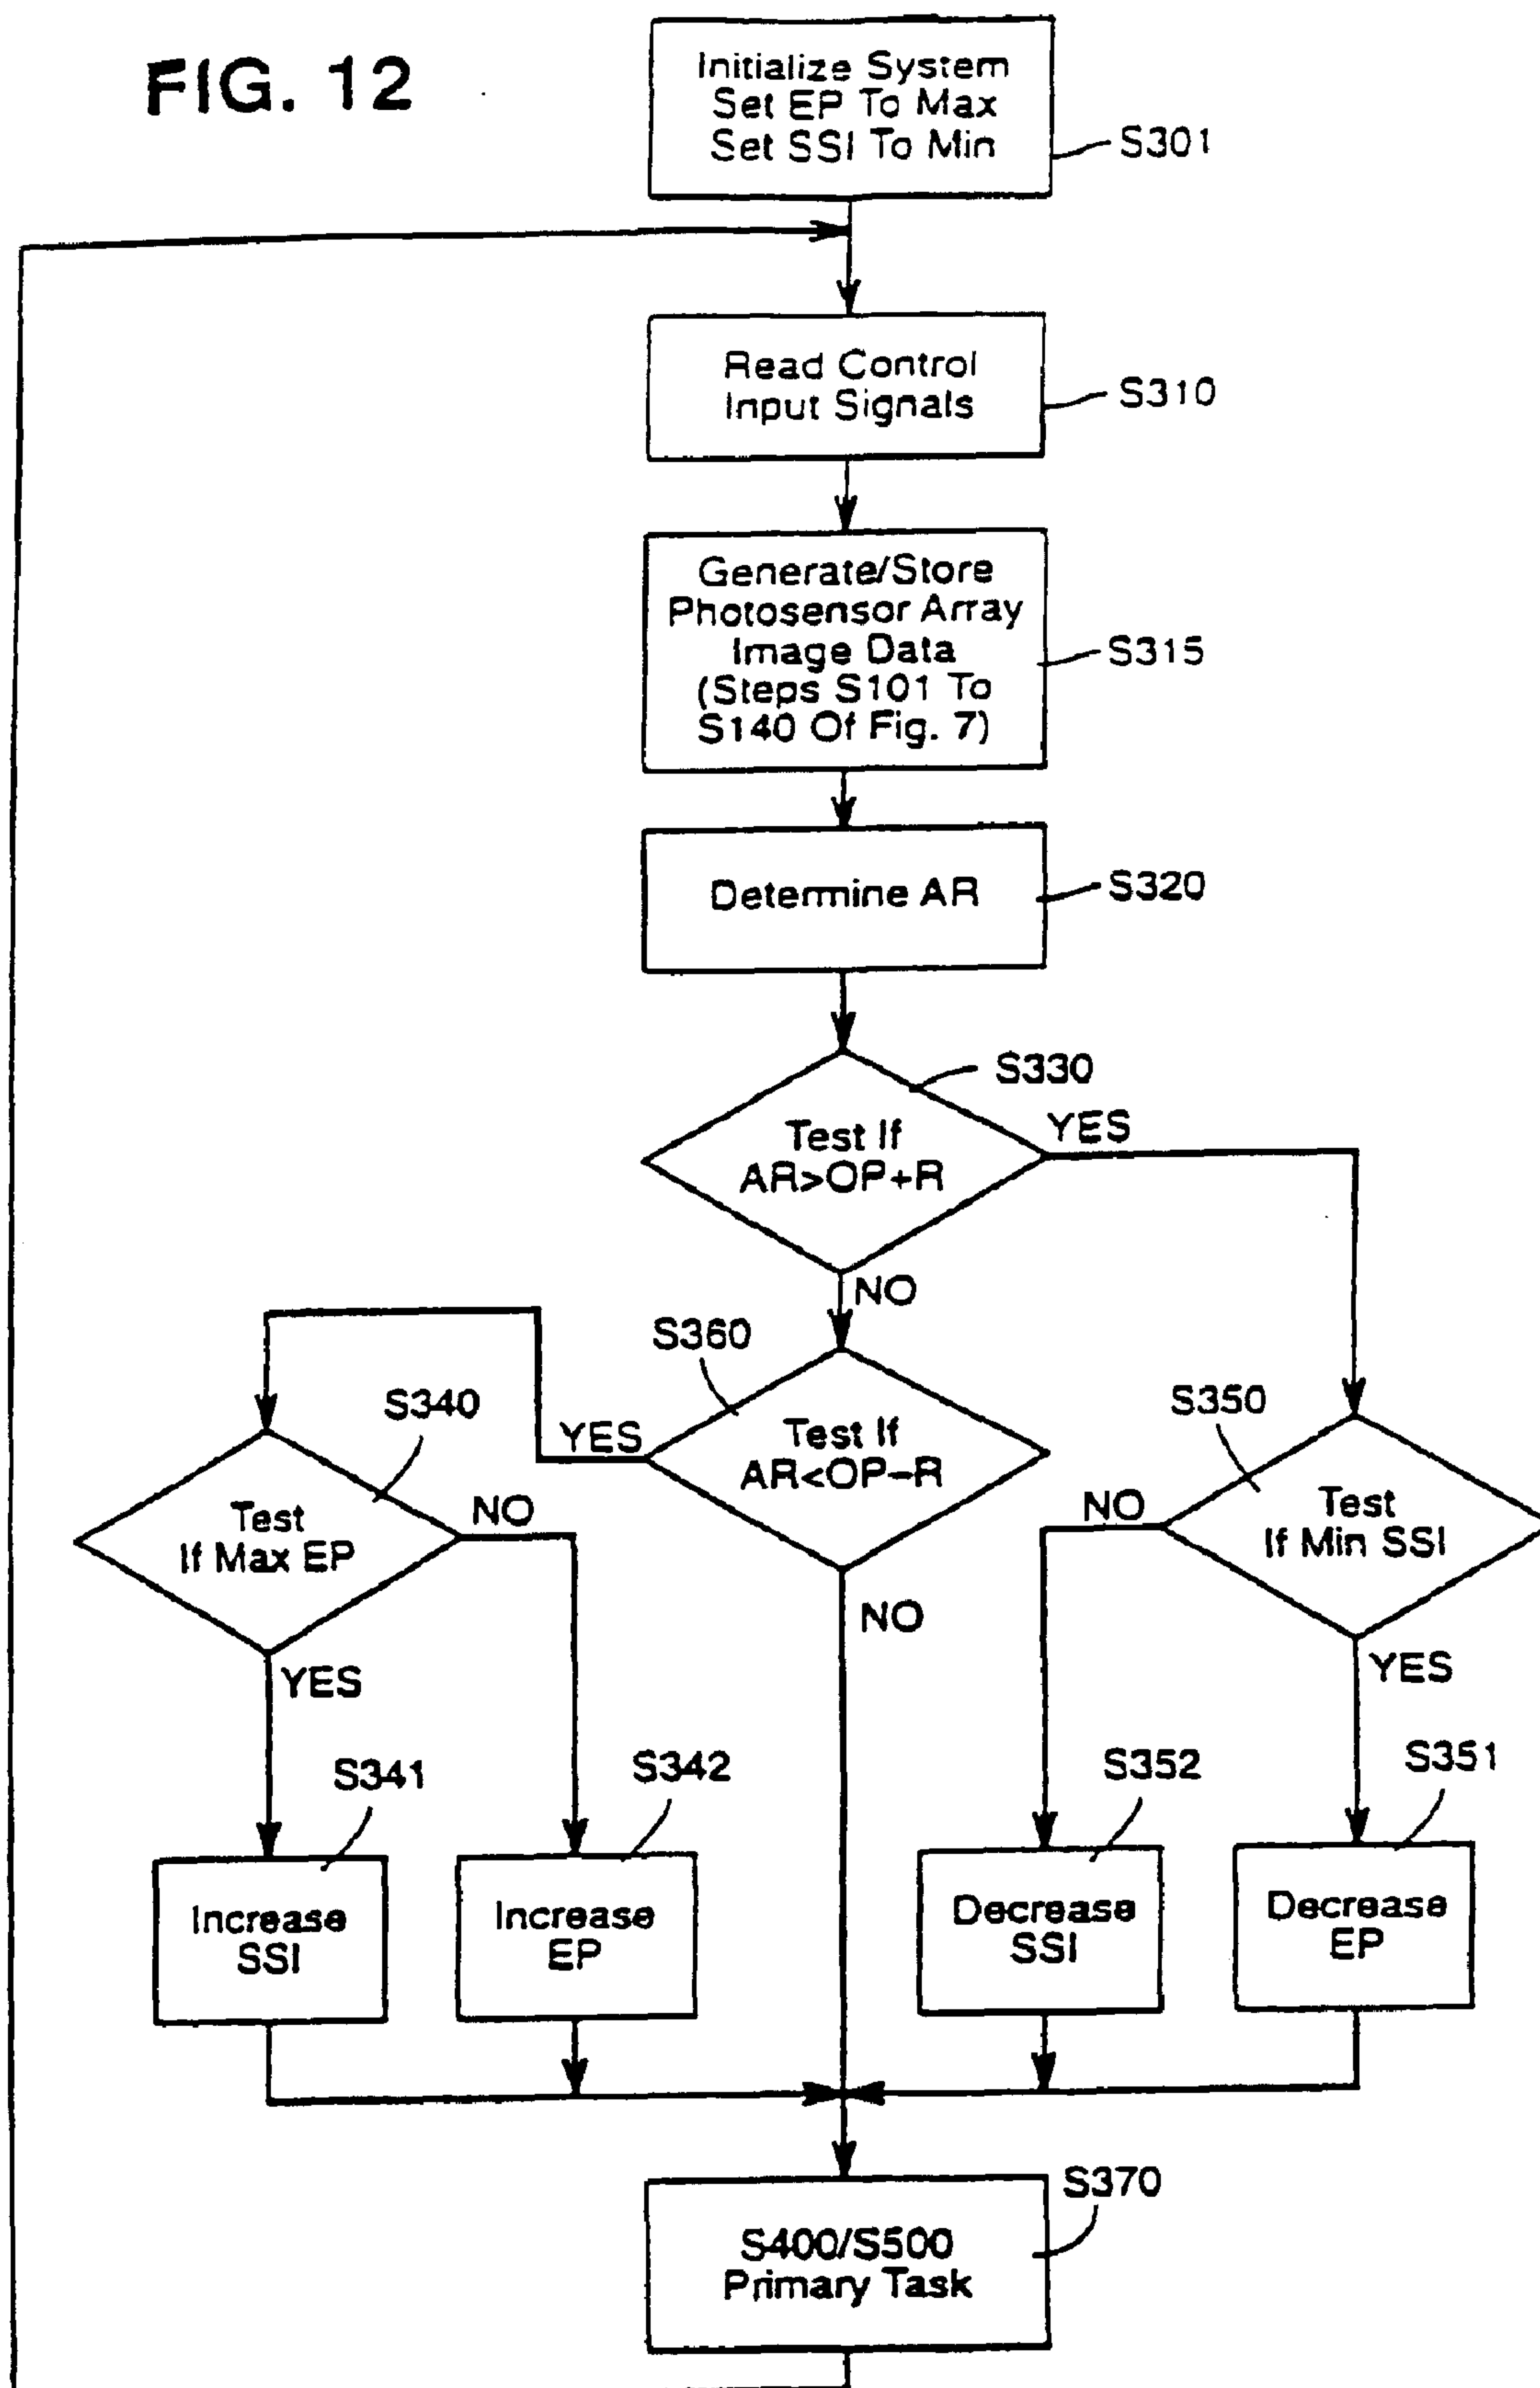 FIG. 12
Initialize System
Set EP To Max
Set SSI To Min
S301
Read Control
Input Signals
S310
Generate/Store
Photosensor Array
Image Data
(Steps S101 To
S140 Of Fig. 7)
S315
Determine AR
S320
S330
Test If
AR>OP+R
YES
NO
S360
Test If
AR<OP-R
YES
NO
S340
Test
If Max EP
NO
YES
S350
Test
If Min SSI
NO
YES
S341
Increase
SSI
S342
Increase
EP
S352
Decrease
SSI
S351
Decrease
EP
S370
S400/S500
Primary Task